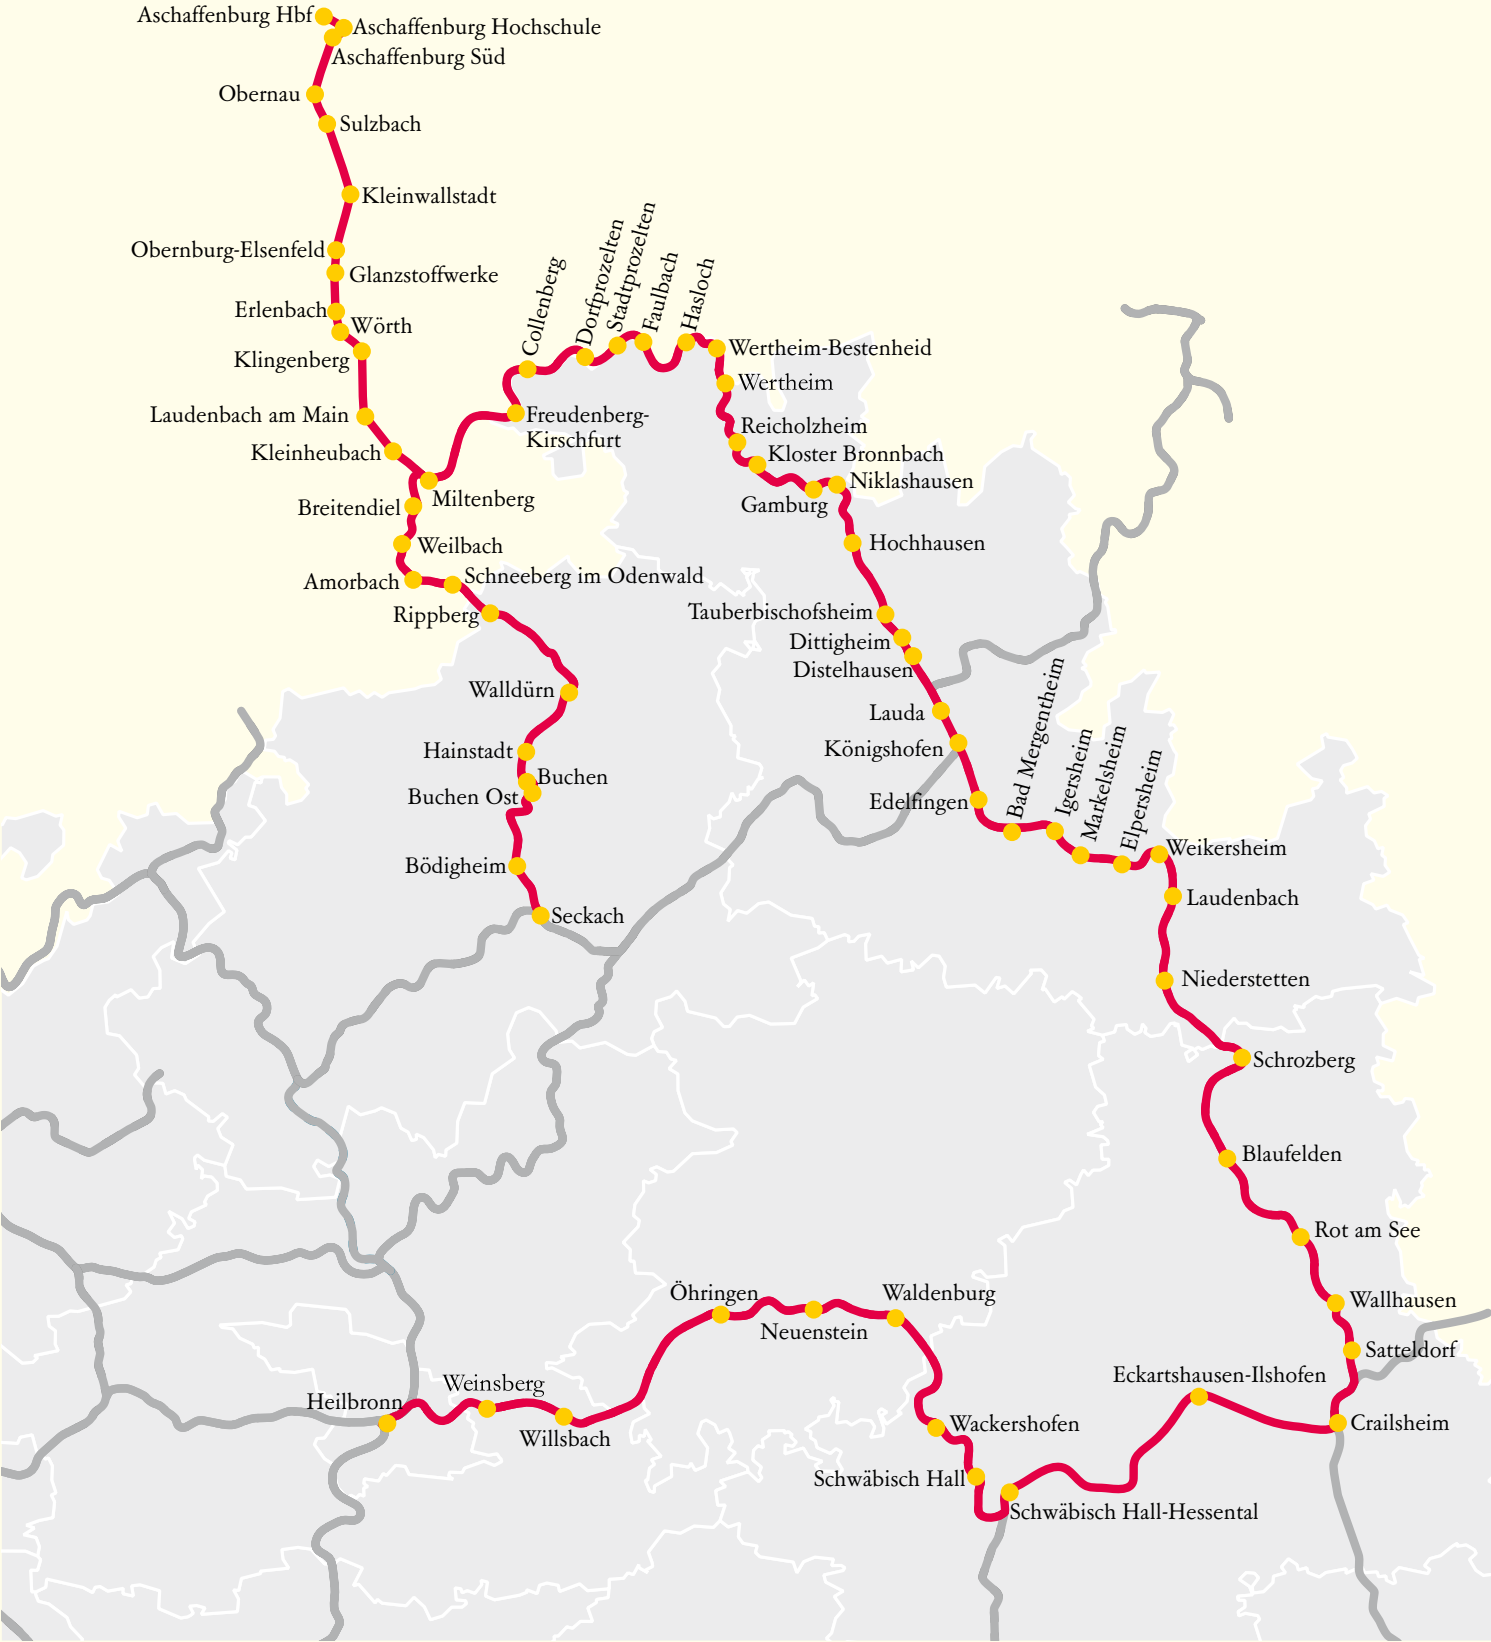 Aschaffenburg Hbf
Aschaffenburg Hochschule
Aschaffenburg Süd
Obernau
Sulzbach
Kleinwallstadt
Obernburg-Elsenfeld
Glanzstoffwerke
Erlenbach
Wörth
Klingenberg
Laudenbach am Main
Kleinheubach
Miltenberg
Breitendiel
Weilbach
Amorbach
Schneeberg im Odenwald
Rippberg
Walldürn
Hainstadt
Buchen
Buchen Ost
Bödigheim
Seckach
Freudenberg-
Kirschfurt
Collenberg
Dorfprozelten
Stadtprozelten
Faulbach
Hasloch
Wertheim-Bestenheid
Wertheim
Reicholzheim
Kloster Bronnbach
Niklashausen
Gamburg
Hochhausen
Tauberbischofsheim
Dittigheim
Distelhausen
Lauda
Königshofen
Edelfingen
Bad Mergentheim
Igersheim
Markelsheim
Elpersheim
Weikersheim
Laudenbach
Niederstetten
Schrozberg
Blaufelden
Rot am See
Wallhausen
Satteldorf
Crailsheim
Eckartshausen-Ilshofen
Schwäbisch Hall-Hessental
Schwäbisch Hall
Wackershofen
Waldenburg
Neuenstein
Öhringen
Willsbach
Weinsberg
Heilbronn